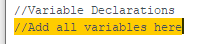 //Variable Declarations
//Add all variables here